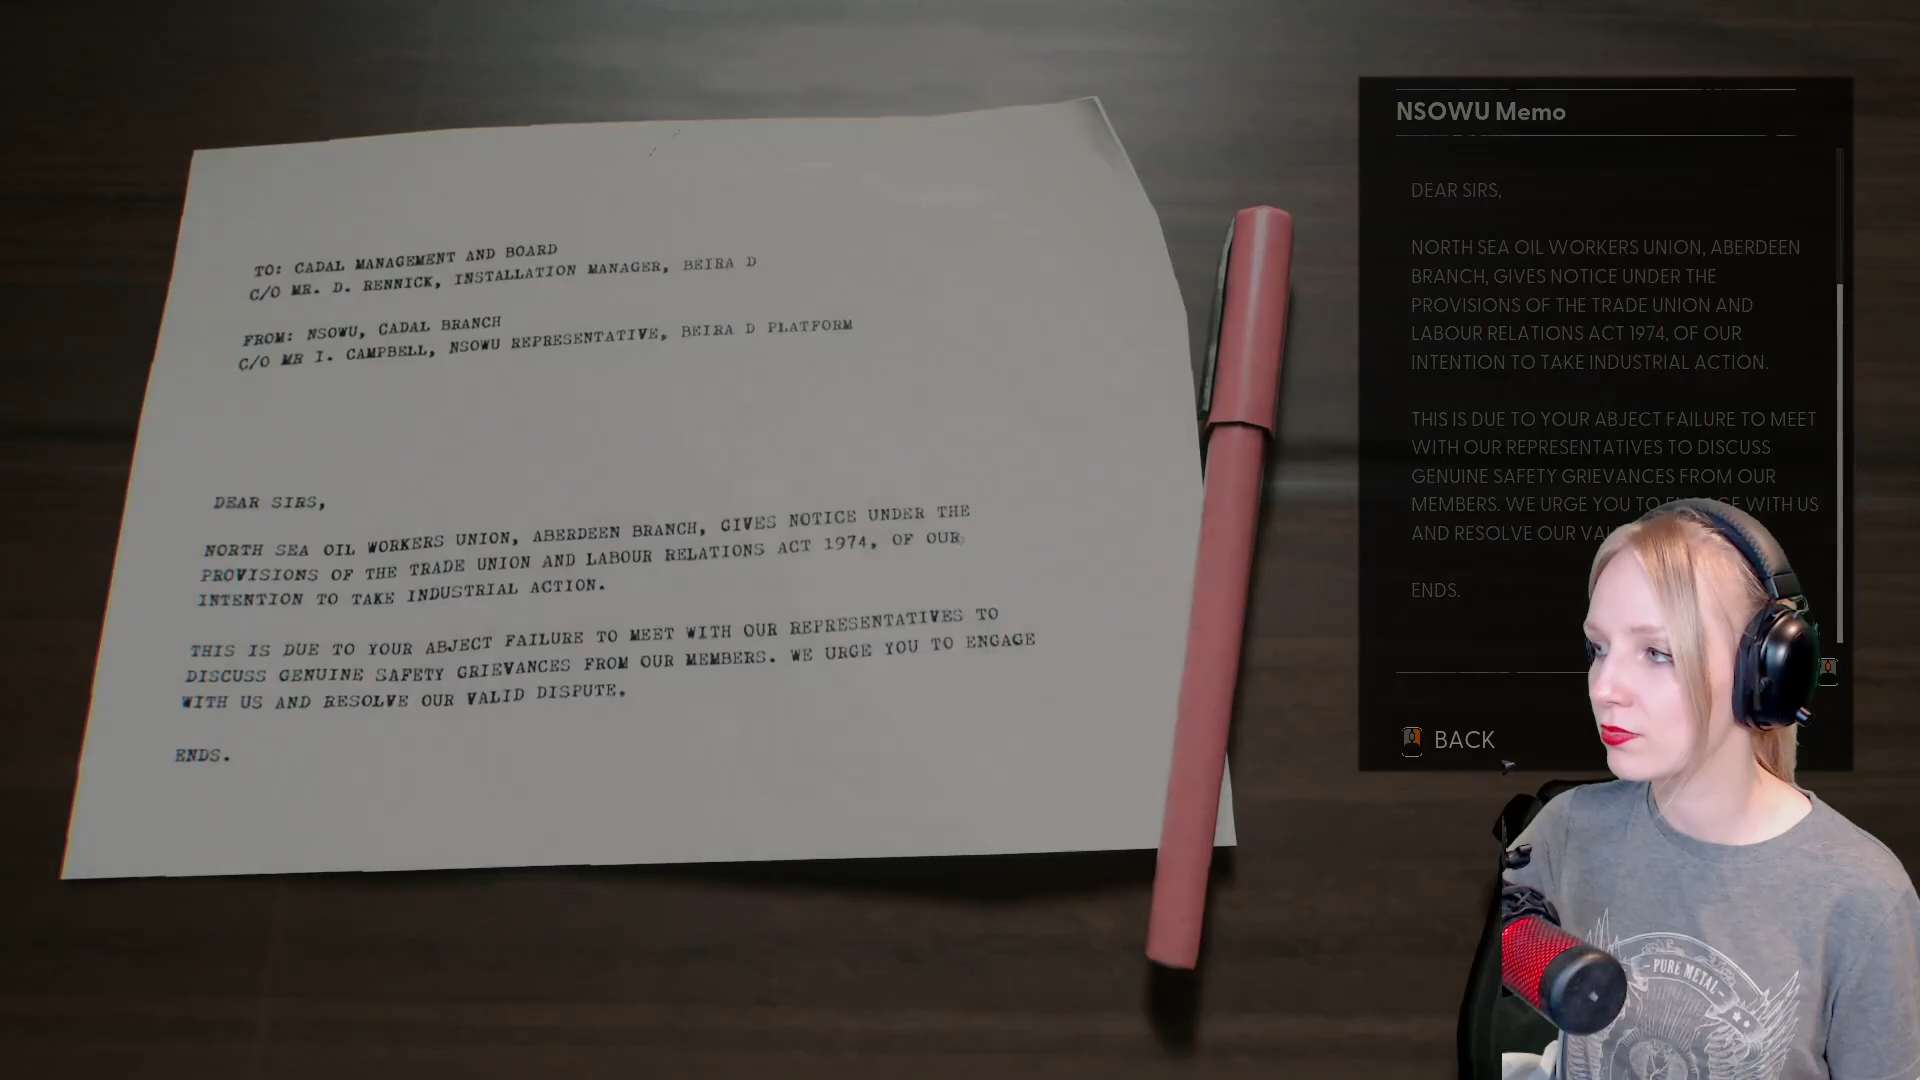 TO: CADAL MANAGEMENT AND BOARD
C/O MR. D. RENNICK, INSTALLATION MANAGER, BEIRA D
FROM: NSOWU, CADAL BRANCH
C/O MR I. CAMPBELL, NSOWU REPRESENTATIVE, BEIRA D PLATFORM
DEAR SIRS,
NORTH SEA OIL WORKERS UNION, ABERDEEN BRANCH, GIVES NOTICE UNDER THE
PROVISIONS OF THE TRADE UNION AND LABOUR RELATIONS ACT 1974, OF OUR
INTENTION TO TAKE INDUSTRIAL ACTION.
THIS IS DUE TO YOUR ABJECT FAILURE TO MEET WITH OUR REPRESENTATIVES TO
DISCUSS GENUINE SAFETY GRIEVANCES FROM OUR MEMBERS. WE URGE YOU TO ENGAGE
WITH US AND RESOLVE OUR VALID DISPUTE.
ENDS.
NSOWU Memo
DEAR SIRS,
NORTH SEA OIL WORKERS UNION, ABERDEEN
BRANCH, GIVES NOTICE UNDER THE
PROVISIONS OF THE TRADE UNION AND
LABOUR RELATIONS ACT 1974, OF OUR
INTENTION TO TAKE INDUSTRIAL ACTION.
THIS IS DUE TO YOUR ABJECT FAILURE TO MEET
WITH OUR REPRESENTATIVES TO DISCUSS
GENUINE SAFETY GRIEVANCES FROM OUR
MEMBERS. WE URGE YOU TO WITH US
AND RESOLVE OUR
ENDS.
BACK
PURE METAL